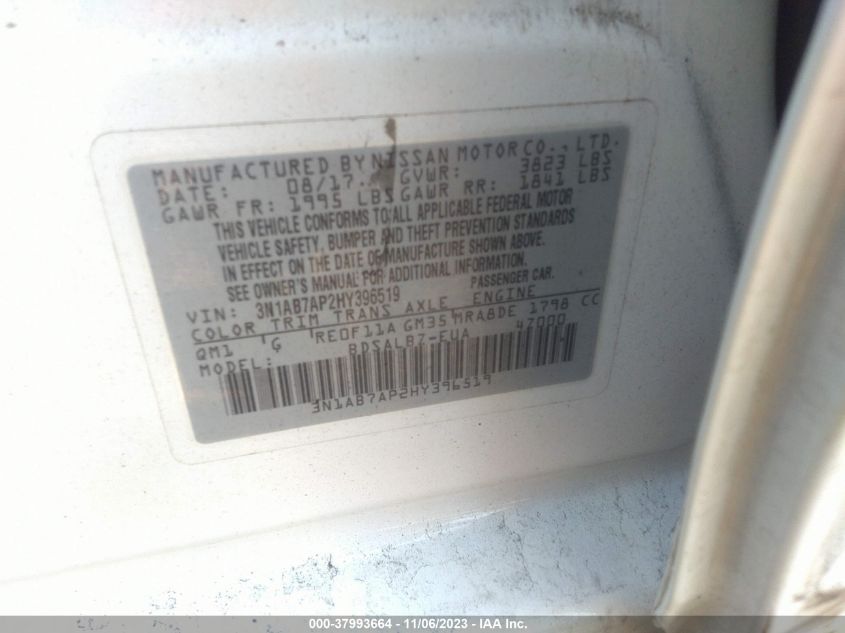 MANUFACTURED BY NISSAN MOTOR CO., LTD.
DATE: 08/17 GVWR: 3823 LBS
GAWR FR: 1995 LBS GAWR RR: 1841 LBS
THIS VEHICLE CONFORMS TO ALL APPLICABLE FEDERAL MOTOR
VEHICLE SAFETY, BUMPER AND THEFT PREVENTION STANDARDS
IN EFFECT ON THE DATE OF MANUFACTURE SHOWN ABOVE.
SEE OWNER'S MANUAL FOR ADDITIONAL INFORMATION.
VIN: 3N1AB7AP2HY396519 PASSENGER CAR.
COLOR TRIM TRANS AXLE ENGINE
QM1 G RE0F11A GM35 MRA8DE 1798 CC
MODEL: BDSALB7-EUA 4Z000
3N1AB7AP2HY396519
000-37993664 - 11/06/2023 - IAA Inc.